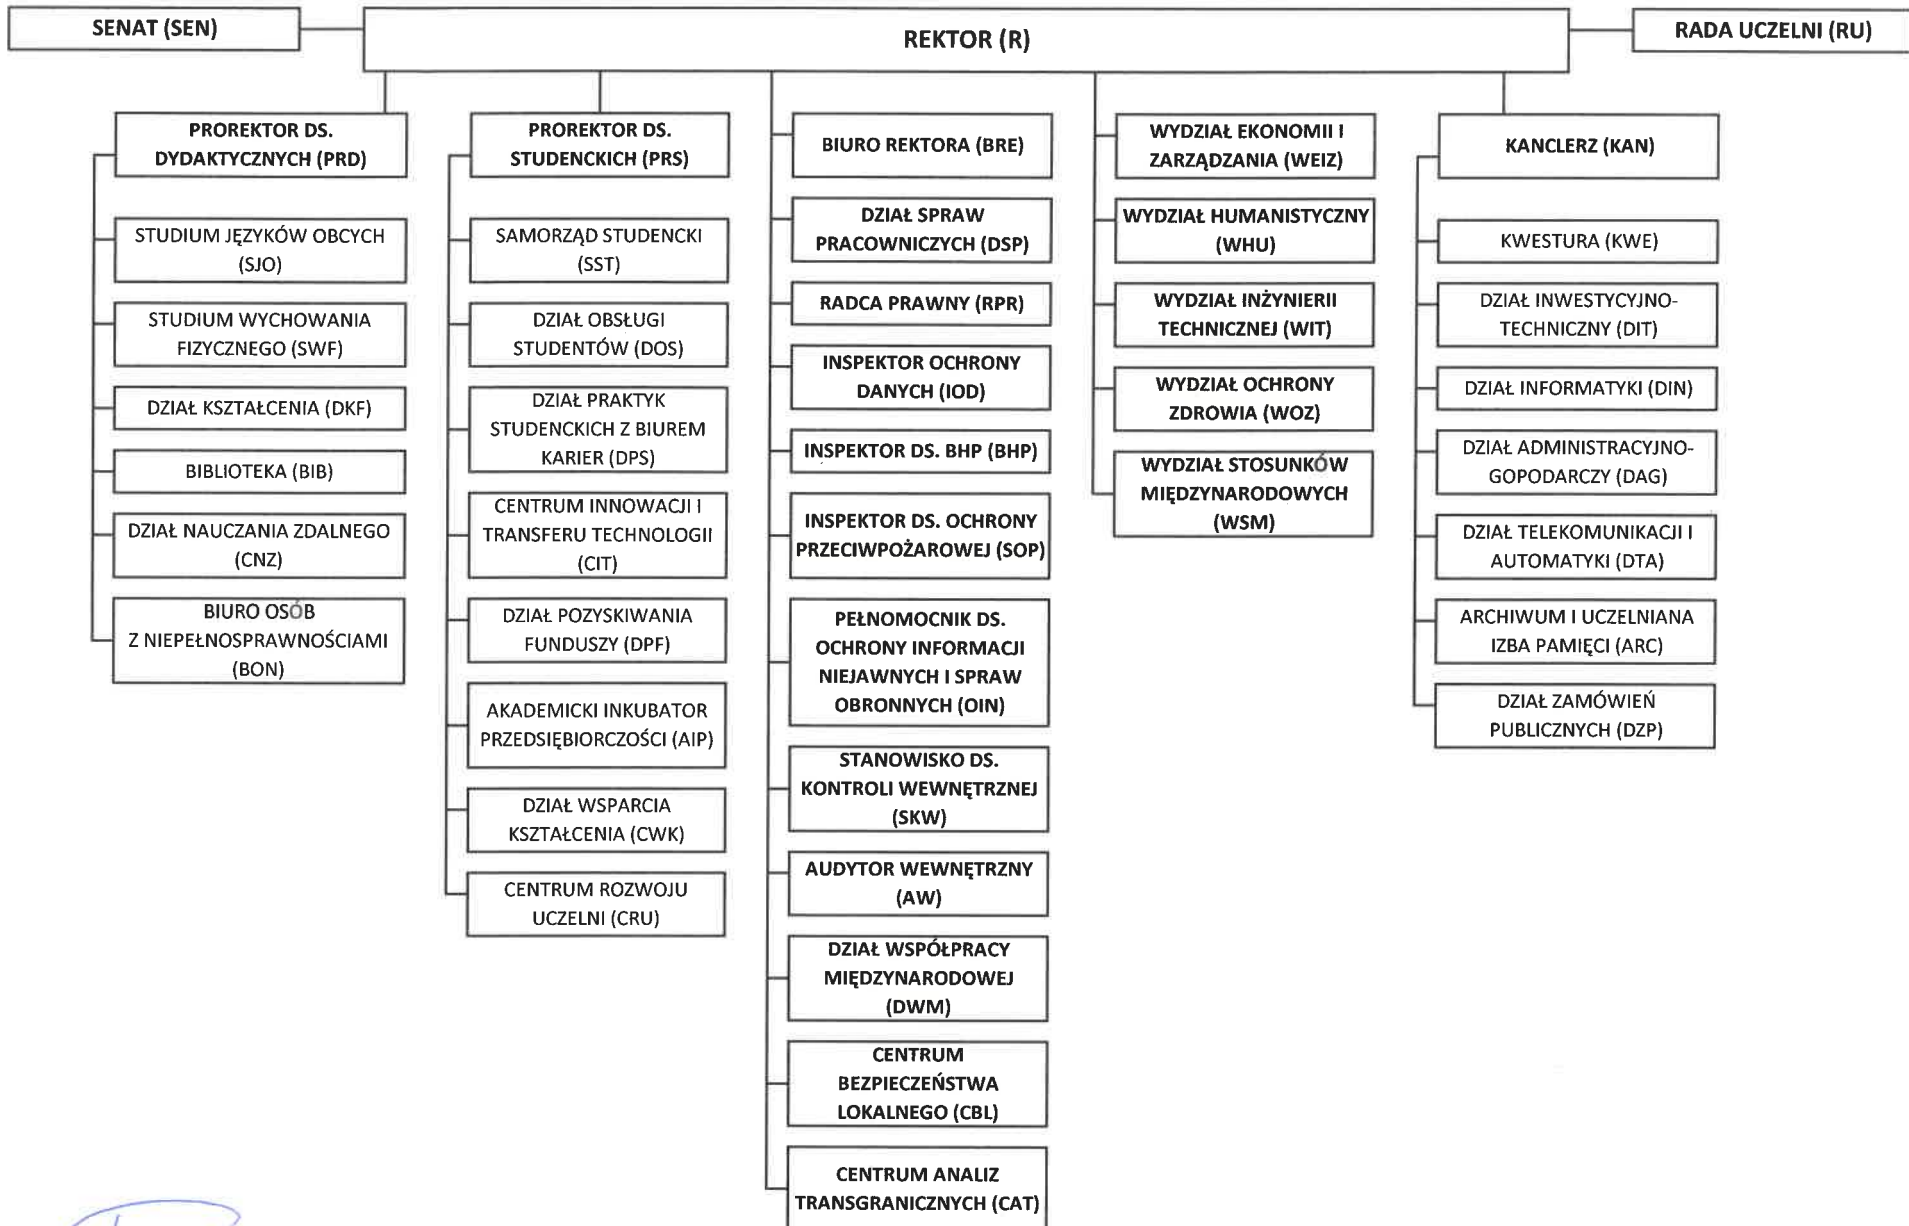 SENAT (SEN)
REKTOR (R)
RADA UCZELNI (RU)
PROREKTOR DS.
DYDAKTYCZNYCH (PRD)
STUDIUM JĘZYKÓW OBCYCH
(SJO)
STUDIUM WYCHOWANIA
FIZYCZNEGO (SWF)
DZIAŁ KSZTAŁCENIA (DKF)
BIBLIOTEKA (BIB)
DZIAŁ NAUCZANIA ZDALNEGO
(CNZ)
BIURO OSÓB
Z NIEPEŁNOSPRAWNOŚCIAMI
(BON)
PROREKTOR DS.
STUDENCKICH (PRS)
SAMORZĄD STUDENCKI
(SST)
DZIAŁ OBSŁUGI
STUDENTÓW (DOS)
DZIAŁ PRAKTYK
STUDENCKICH Z BIUREM
KARIER (DPS)
CENTRUM INNOWACJI I
TRANSFERU TECHNOLOGII
(CIT)
DZIAŁ POZYSKIWANIA
FUNDUSZY (DPF)
AKADEMICKI INKUBATOR
PRZEDSIĘBIORCZOŚCI (AIP)
DZIAŁ WSPARCIA
KSZTAŁCENIA (CWK)
CENTRUM ROZWOJU
UCZELNI (CRU)
BIURO REKTORA (BRE)
DZIAŁ SPRAW
PRACOWNICZYCH (DSP)
RADCA PRAWNY (RPR)
INSPEKTOR OCHRONY
DANYCH (IOD)
INSPEKTOR DS. BHP (BHP)
INSPEKTOR DS. OCHRONY
PRZECIWPOŻAROWEJ (SOP)
PEŁNOMOCNIK DS.
OCHRONY INFORMACJI
NIEJAWNYCH I SPRAW
OBRONNYCH (OIN)
STANOWISKO DS.
KONTROLI WEWNĘTRZNEJ
(SKW)
AUDYTOR WEWNĘTRZNY
(AW)
DZIAŁ WSPÓŁPRACY
MIĘDZYNARODOWEJ
(DWM)
CENTRUM
BEZPIECZEŃSTWA
LOKALNEGO (CBL)
CENTRUM ANALIZ
TRANSGRANICZNYCH (CAT)
WYDZIAŁ EKONOMII I
ZARZĄDZANIA (WEIZ)
WYDZIAŁ HUMANISTYCZNY
(WHU)
WYDZIAŁ INŻYNIERII
TECHNICZNEJ (WIT)
WYDZIAŁ OCHRONY
ZDROWIA (WOZ)
WYDZIAŁ STOSUNKÓW
MIĘDZYNARODOWYCH
(WSM)
KANCLERZ (KAN)
KWESTURA (KWE)
DZIAŁ INWESTYCYJNO-
TECHNICZNY (DIT)
DZIAŁ INFORMATYKI (DIN)
DZIAŁ ADMINISTRACYJNO-
GOPODARCZY (DAG)
DZIAŁ TELEKOMUNIKACJI I
AUTOMATYKI (DTA)
ARCHIWUM I UCZELNIANA
IZBA PAMIĘCI (ARC)
DZIAŁ ZAMÓWIEŃ
PUBLICZNYCH (DZP)